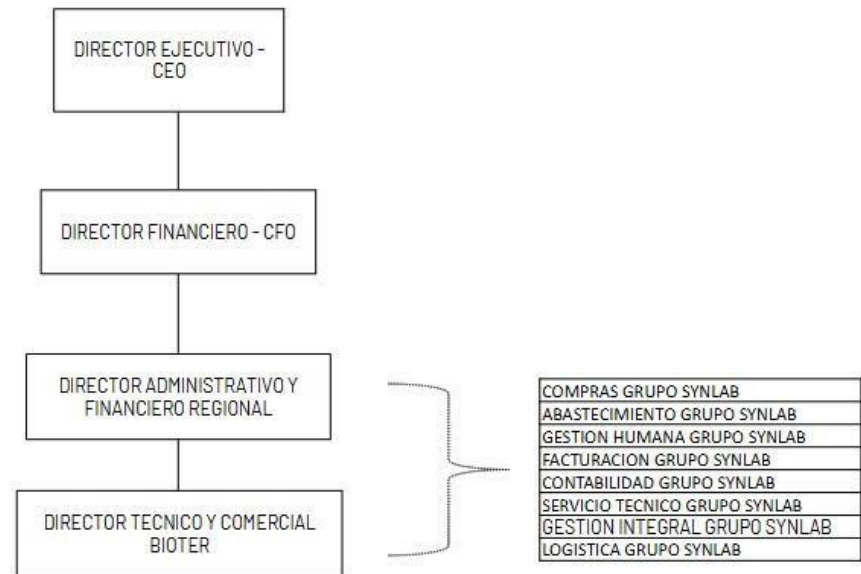 DIRECTOR EJECUTIVO -
CEO
DIRECTOR FINANCIERO - CFO
DIRECTOR ADMINISTRATIVO Y
FINANCIERO REGIONAL
DIRECTOR TECNICO Y COMERCIAL
BIOTER
COMPRAS GRUPO SYNLAB
ABASTECIMIENTO GRUPO SYNLAB
GESTION HUMANA GRUPO SYNLAB
FACTURACION GRUPO SYNLAB
CONTABILIDAD GRUPO SYNLAB
SERVICIO TECNICO GRUPO SYNLAB
GESTION INTEGRAL GRUPO SYNLAB
LOGISTICA GRUPO SYNLAB